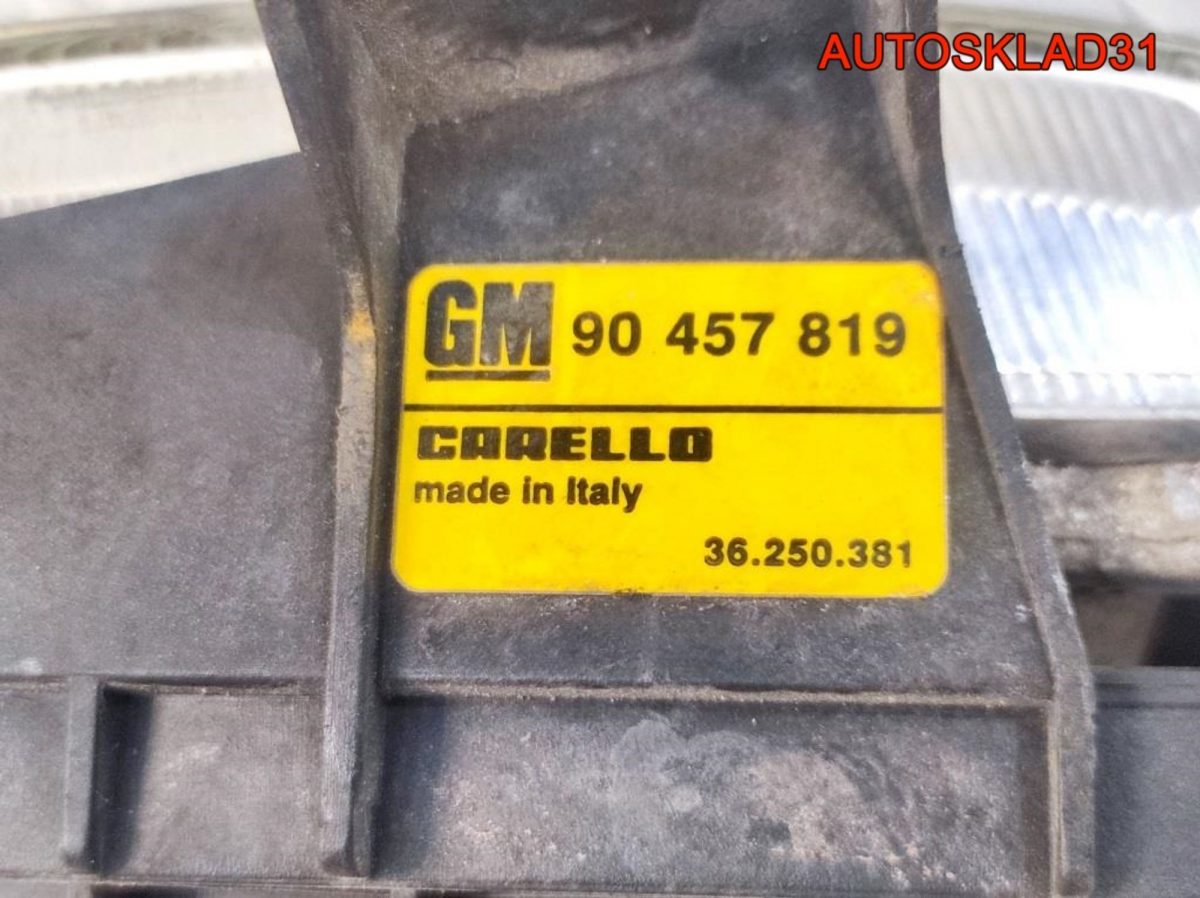 AUTOSKLAD31
GM 90 457 819
CARELLO
made in Italy
36.250.381